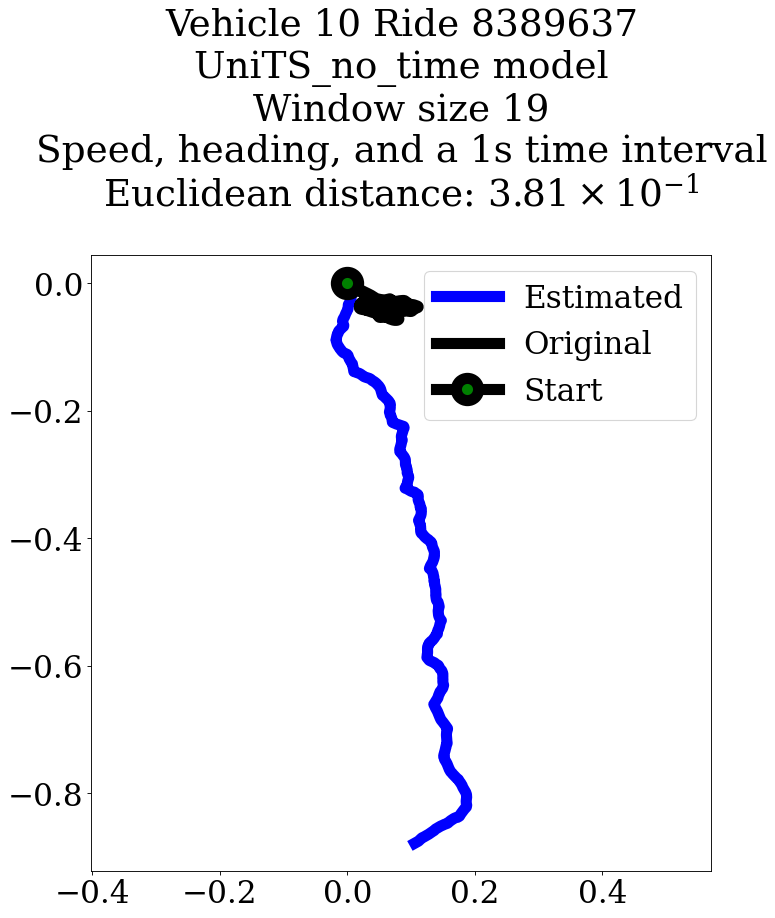 Vehicle 10 Ride 8389637
UniTS_no_time model
Window size 19
Speed, heading, and a 1s time interval
Euclidean distance: 3.81 × 10⁻¹
Estimated
Original
Start
0.0
−0.2
−0.4
−0.6
−0.8
−0.4 −0.2 0.0 0.2 0.4